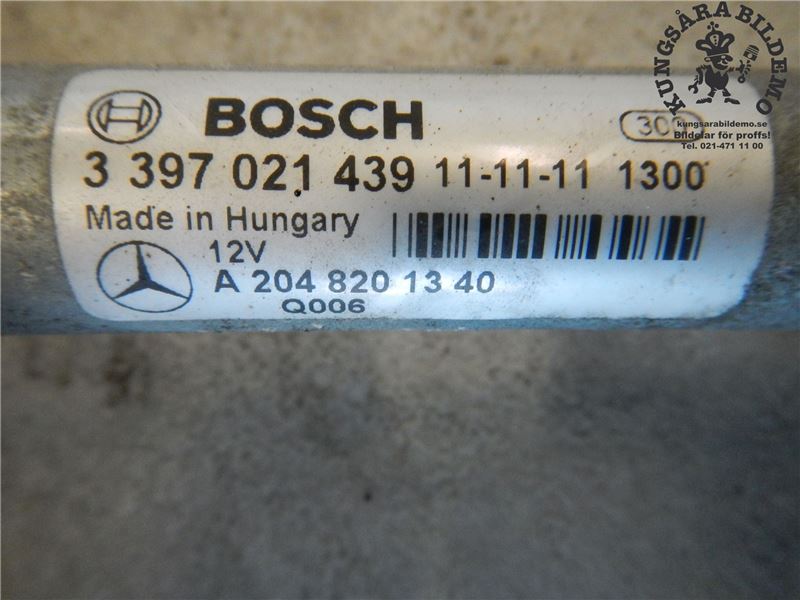 KUNGSÅRA BILDEMO
kungsarabildemo.se
Bildelar för proffs!
Tel. 021-471 11 00
BOSCH
3 397 021 439 11-11-11 1300
Made in Hungary
12V
A 204 820 13 40
Q006